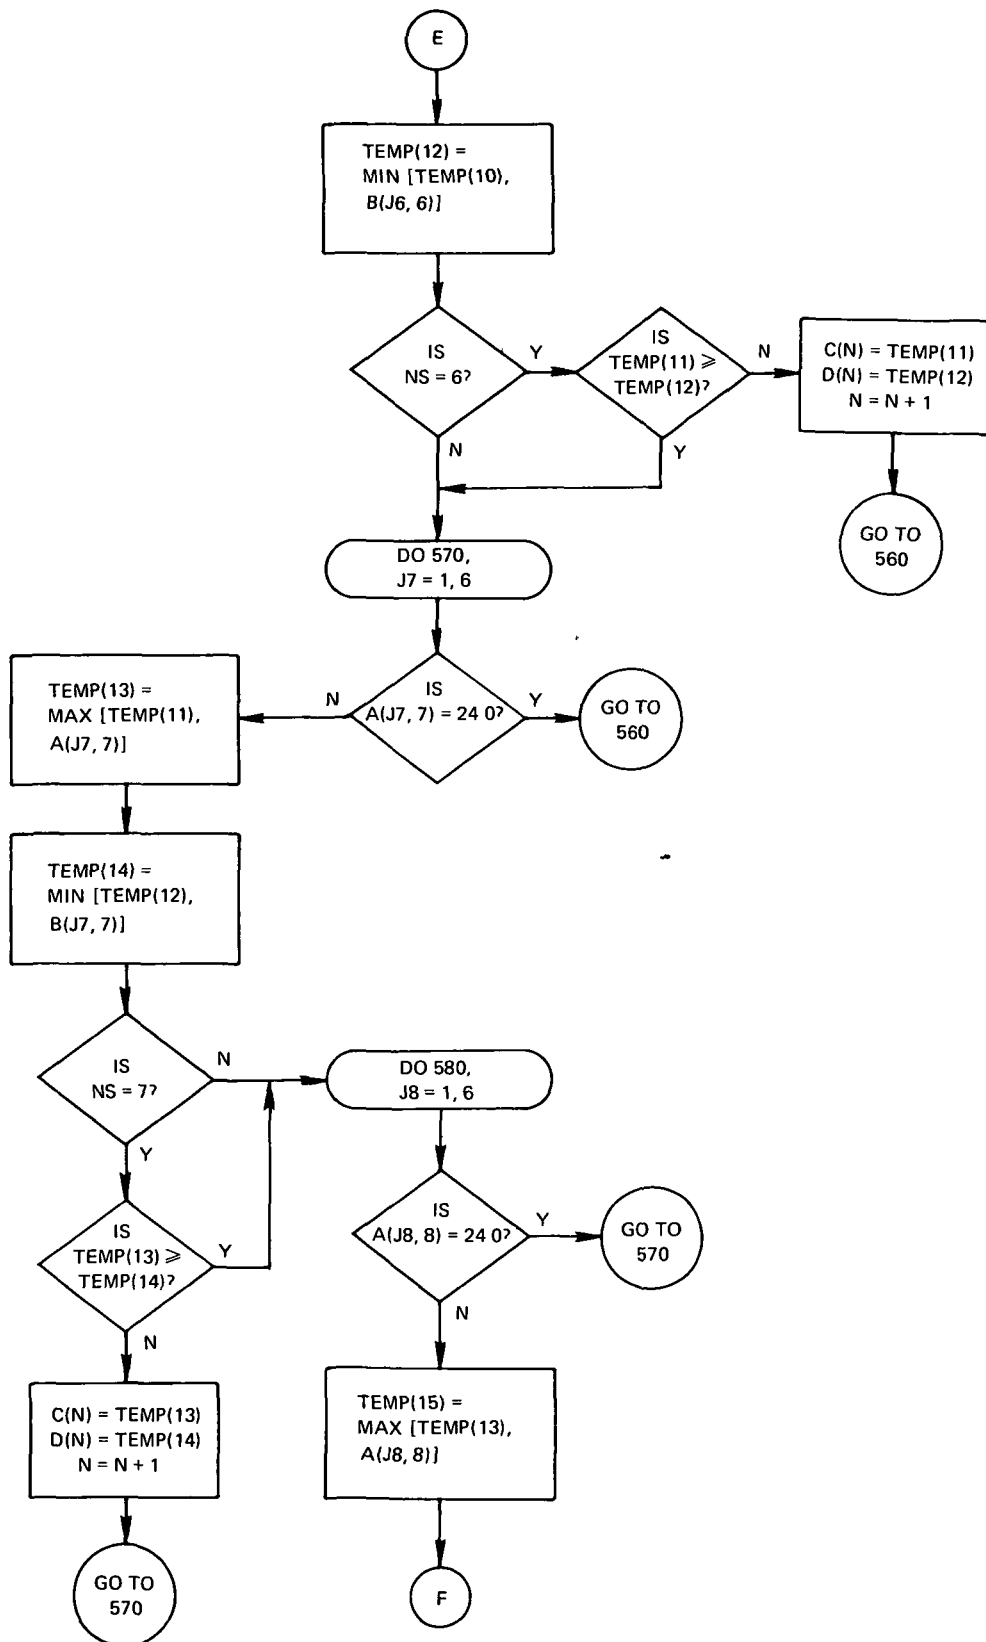 E
TEMP(12) =
MIN [TEMP(10),
B(J6, 6)]
IS
NS = 6?
Y
N
IS
TEMP(11) ⩾
TEMP(12)?
N
Y
C(N) = TEMP(11)
D(N) = TEMP(12)
N = N + 1
GO TO
560
DO 570,
J7 = 1, 6
IS
A(J7, 7) = 24 0?
N
Y
GO TO
560
TEMP(13) =
MAX [TEMP(11),
A(J7, 7)]
TEMP(14) =
MIN [TEMP(12),
B(J7, 7)]
IS
NS = 7?
N
Y
IS
TEMP(13) ⩾
TEMP(14)?
Y
N
C(N) = TEMP(13)
D(N) = TEMP(14)
N = N + 1
GO TO
570
DO 580,
J8 = 1, 6
IS
A(J8, 8) = 24 0?
Y
N
GO TO
570
TEMP(15) =
MAX [TEMP(13),
A(J8, 8)]
F